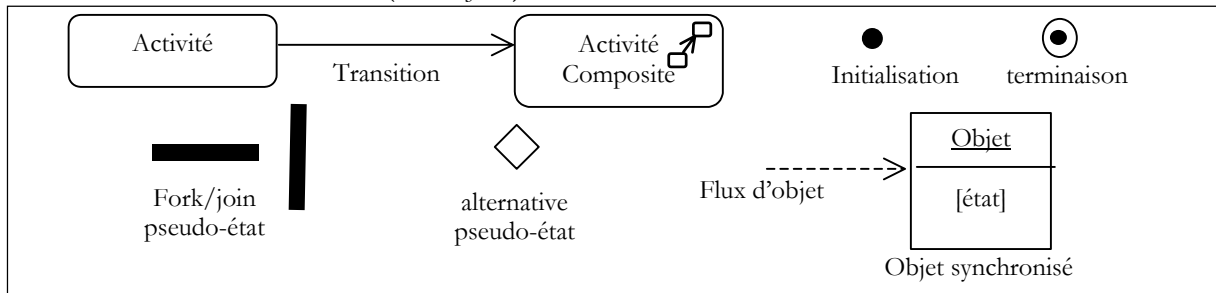 Activité
Transition
Activité
Composite
Initialisation
terminaison
Fork/join
pseudo-état
alternative
pseudo-état
Flux d'objet
Objet
[état]
Objet synchronisé